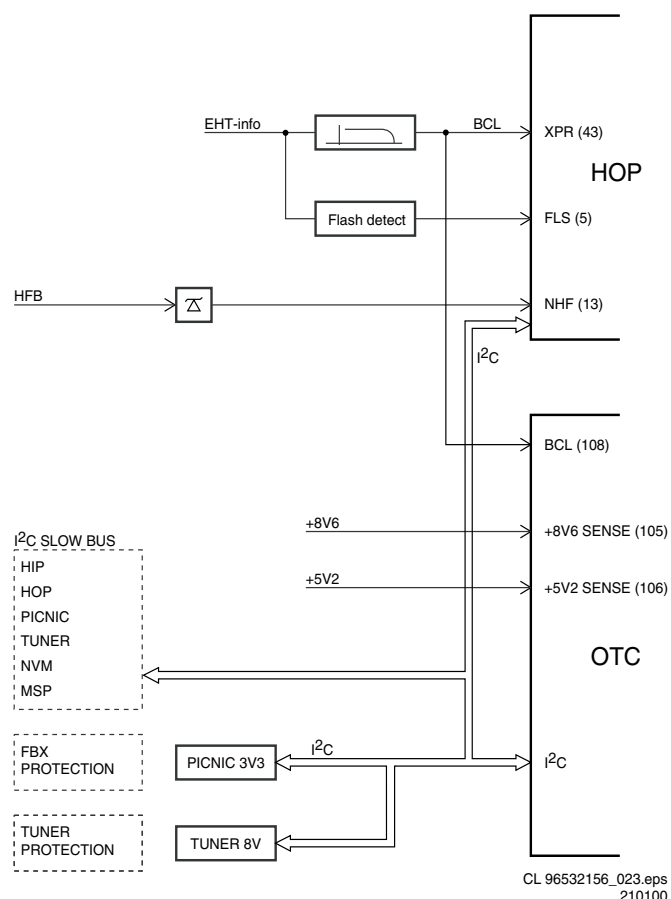 EHT-info
BCL
XPR (43)
HOP
Flash detect
FLS (5)
HFB
NHF (13)
I2C
BCL (108)
+8V6
+8V6 SENSE (105)
I2C SLOW BUS
HIP
HOP
PICNIC
TUNER
NVM
MSP
+5V2
+5V2 SENSE (106)
OTC
FBX
PROTECTION
PICNIC 3V3
I2C
I2C
TUNER
PROTECTION
TUNER 8V
CL 96532156_023.eps
210100